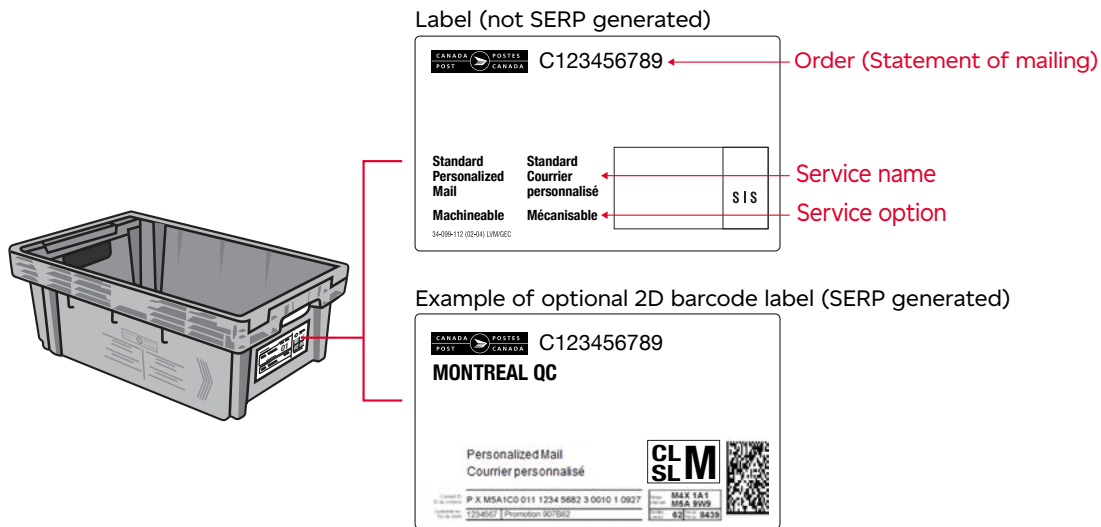 Label (not SERP generated)
CANADA POSTES
POST CANADA
C123456789
Order (Statement of mailing)
Standard Personalized Mail
Standard Courrier personnalisé
Service name
SIS
Machineable
Mécanisable
Service option
34-099-112 (02-04) LVM/GEC
Example of optional 2D barcode label (SERP generated)
CANADA POSTES
POST CANADA
C123456789
MONTREAL QC
Personalized Mail
Courrier personnalisé
CL
SL
M
P X M5A1C0 011 1234 5682 3 0010 1 0927
M4X 1A1
M5A 9W9
1234567 Promotion 907B82
62
8439